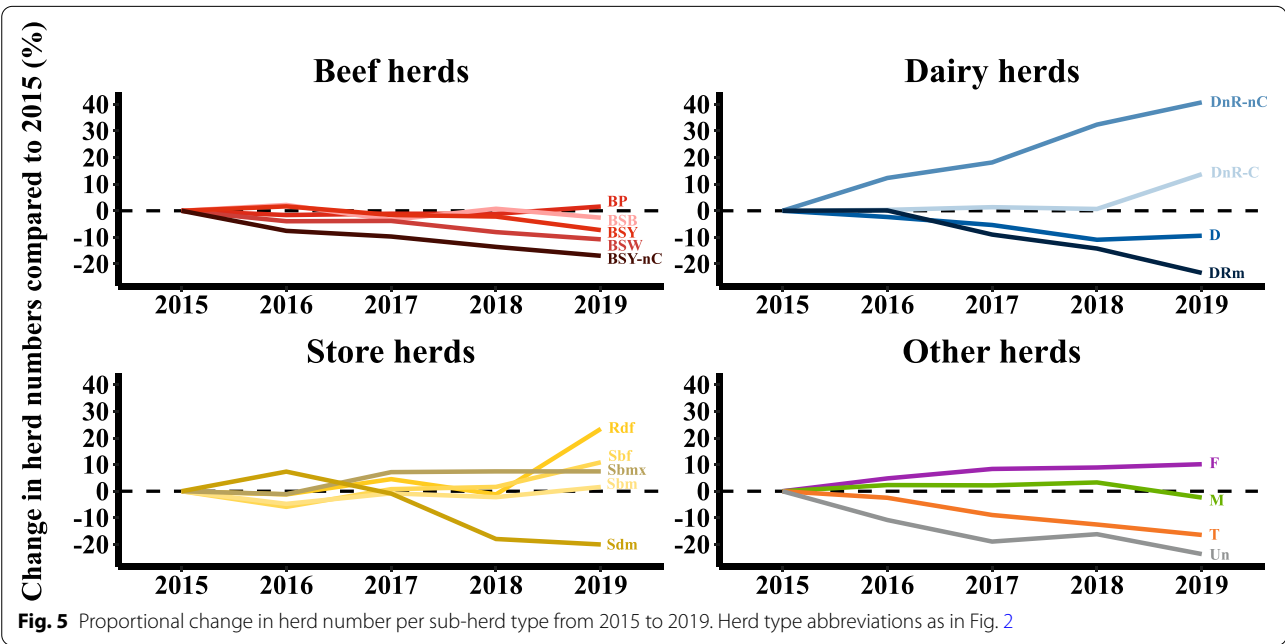 Change in herd numbers compared to 2015 (%)
Beef herds
40
30
20
10
0
-10
-20
BP
BSB
BSY
BSW
BSY-nC
2015 2016 2017 2018 2019
Dairy herds
40
30
20
10
0
-10
-20
DnR-nC
DnR-C
D
DRm
2015 2016 2017 2018 2019
Store herds
40
30
20
10
0
-10
-20
Rdf
Sbf
Sbmx
Sbm
Sdm
2015 2016 2017 2018 2019
Other herds
40
30
20
10
0
-10
-20
F
M
T
Un
2015 2016 2017 2018 2019
Fig. 5 Proportional change in herd number per sub-herd type from 2015 to 2019. Herd type abbreviations as in Fig. 2